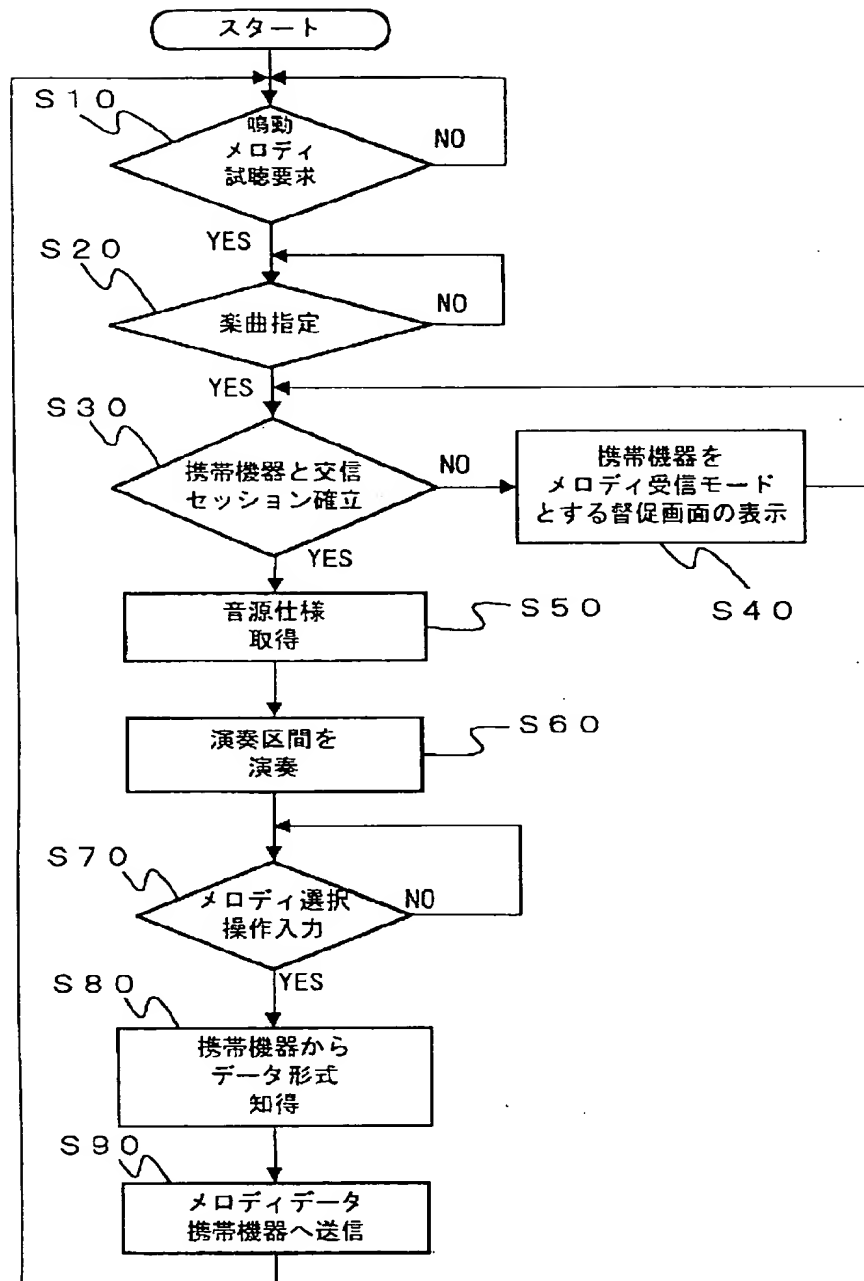 スタート
S10
鳴動
メロディ
試聴要求
NO
YES
S20
楽曲指定
NO
YES
S30
携帯機器と交信
セッション確立
NO
携帯機器を
メロディ受信モード
とする督促画面の表示
S40
YES
音源仕様
取得
S50
演奏区間を
演奏
S60
S70
メロディ選択
操作入力
NO
YES
S80
携帯機器から
データ形式
知得
S90
メロディデータ
携帯機器へ送信